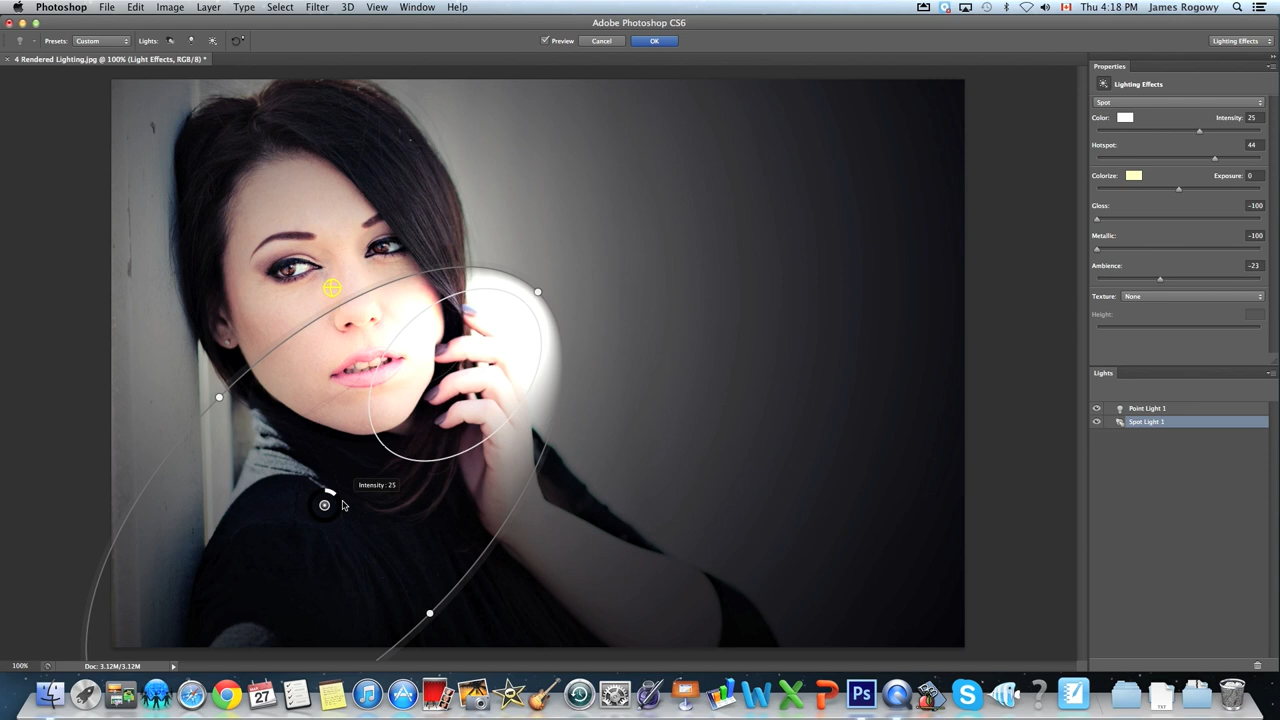 Photoshop File Edit Image Layer Type Select Filter 3D View Window Help Thu 4:18 PM James Rogowy
Adobe Photoshop CS6
Presets: Custom Lights: Preview Cancel OK Lighting Effects
× 4 Rendered Lighting.jpg @ 100% (Light Effects, RGB/8) *
Properties
Lighting Effects
Spot
Color: Intensity: 25
Hotspot: 44
Colorize: Exposure: 0
Gloss: -100
Metallic: -100
Ambience: -23
Texture: None
Height:
Lights
Point Light 1
Spot Light 1
Intensity: 25
100% Doc: 3.12M/3.12M
MAR
27
Ps
TXT